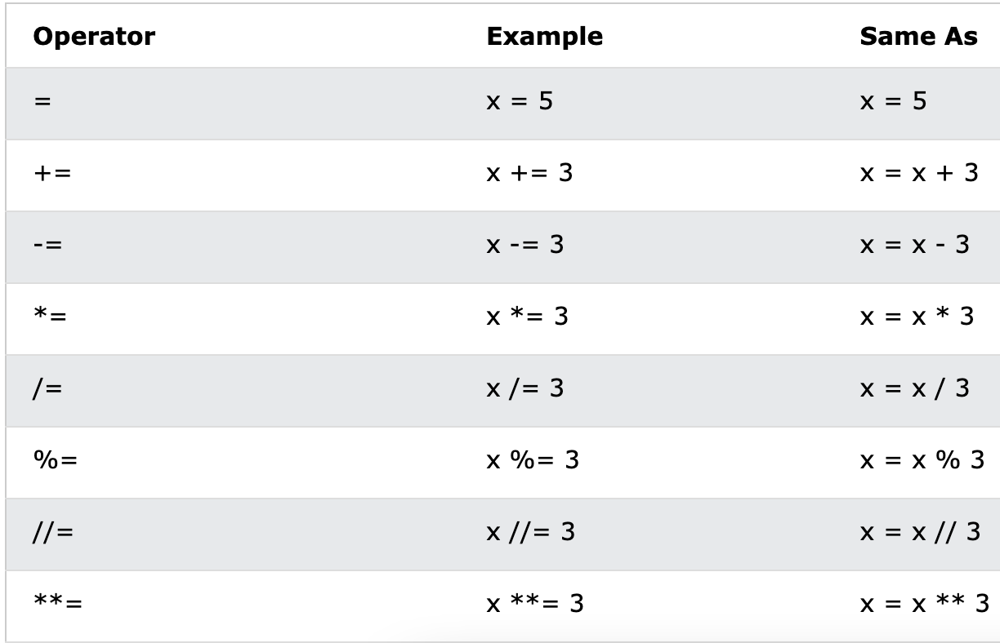 Operator Example Same As
= x = 5 x = 5
+= x += 3 x = x + 3
-= x -= 3 x = x - 3
*= x *= 3 x = x * 3
/= x /= 3 x = x / 3
%= x %= 3 x = x % 3
//= x //= 3 x = x // 3
**= x **= 3 x = x ** 3